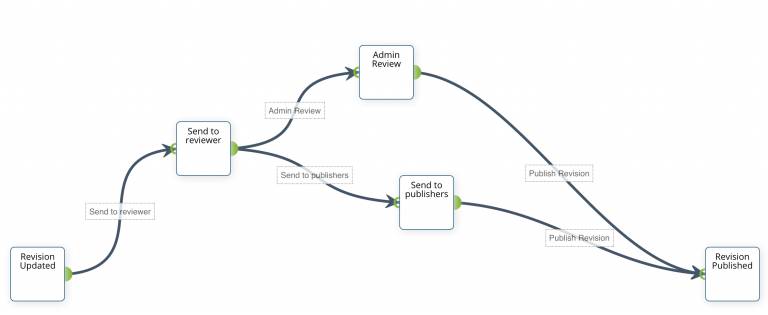 Admin
Review
Admin Review
Send to
reviewer
Send to publishers
Publish Revision
Send to
publishers
Send to reviewer
Publish Revision
Revision
Updated
Revision
Published